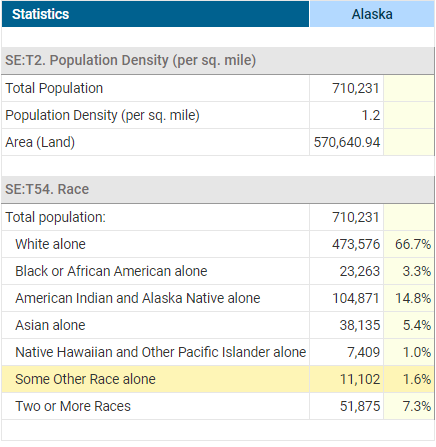 Statistics Alaska
SE:T2. Population Density (per sq. mile)
Total Population 710,231
Population Density (per sq. mile) 1.2
Area (Land) 570,640.94
SE:T54. Race
Total population: 710,231
White alone 473,576 66.7%
Black or African American alone 23,263 3.3%
American Indian and Alaska Native alone 104,871 14.8%
Asian alone 38,135 5.4%
Native Hawaiian and Other Pacific Islander alone 7,409 1.0%
Some Other Race alone 11,102 1.6%
Two or More Races 51,875 7.3%